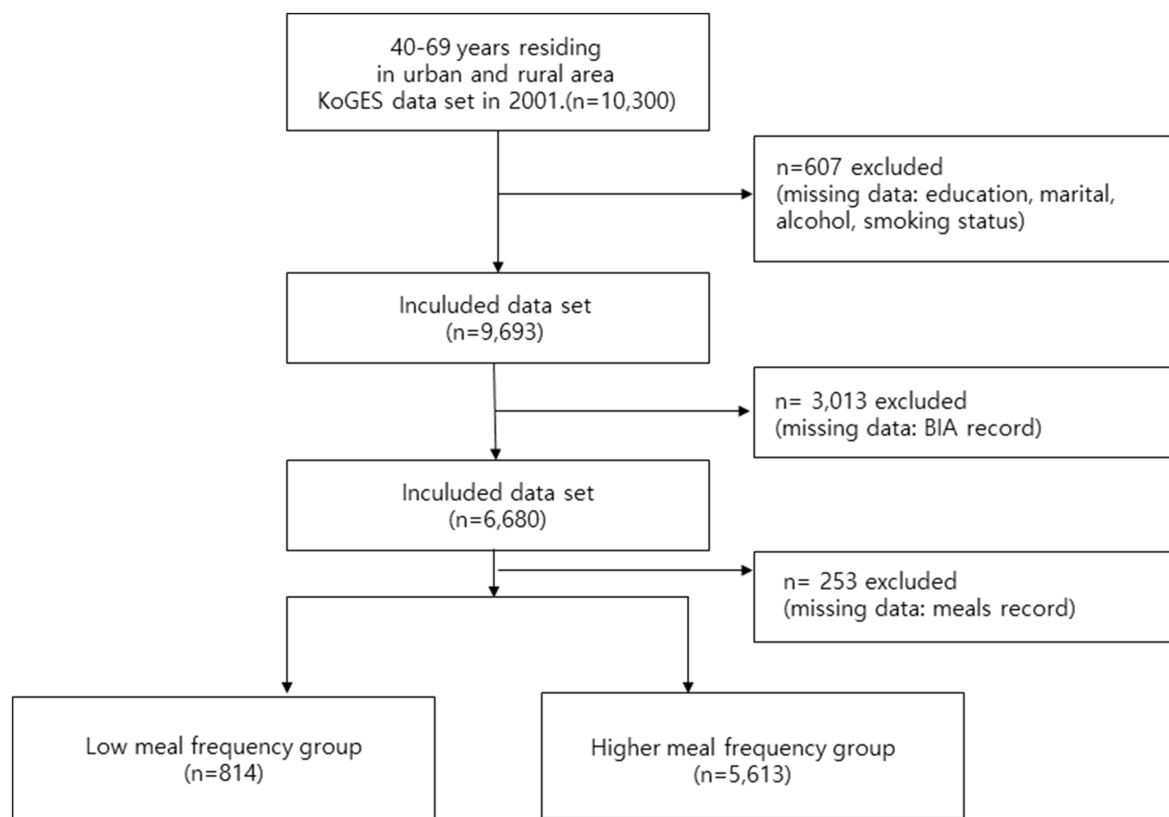 40-69 years residing
in urban and rural area
KoGES data set in 2001.(n=10,300)
n=607 excluded
(missing data: education, marital,
alcohol, smoking status)
Inculuded data set
(n=9,693)
n= 3,013 excluded
(missing data: BIA record)
Inculuded data set
(n=6,680)
n= 253 excluded
(missing data: meals record)
Low meal frequency group
(n=814)
Higher meal frequency group
(n=5,613)